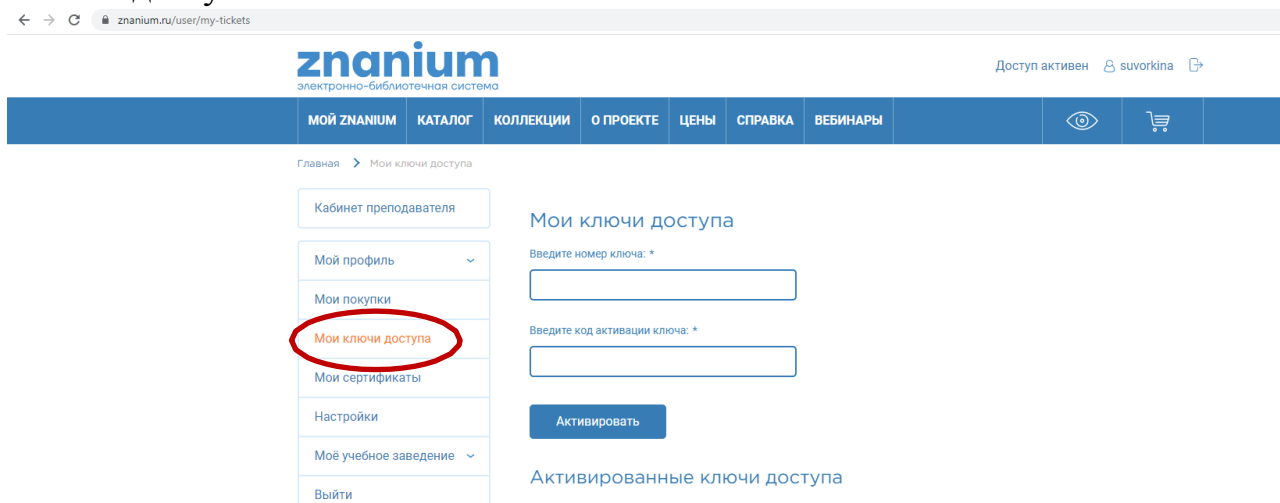 znanium.ru/user/my-tickets
znanium
электронно-библиотечная система
Доступ активен suvorkina
МОЙ ZNANIUM КАТАЛОГ КОЛЛЕКЦИИ О ПРОЕКТЕ ЦЕНЫ СПРАВКА ВЕБИНАРЫ
Главная > Мои ключи доступа
Кабинет преподавателя
Мой профиль
Мои покупки
Мои ключи доступа
Мои сертификаты
Настройки
Моё учебное заведение
Выйти
Мои ключи доступа
Введите номер ключа: *
Введите код активации ключа: *
Активировать
Активированные ключи доступа